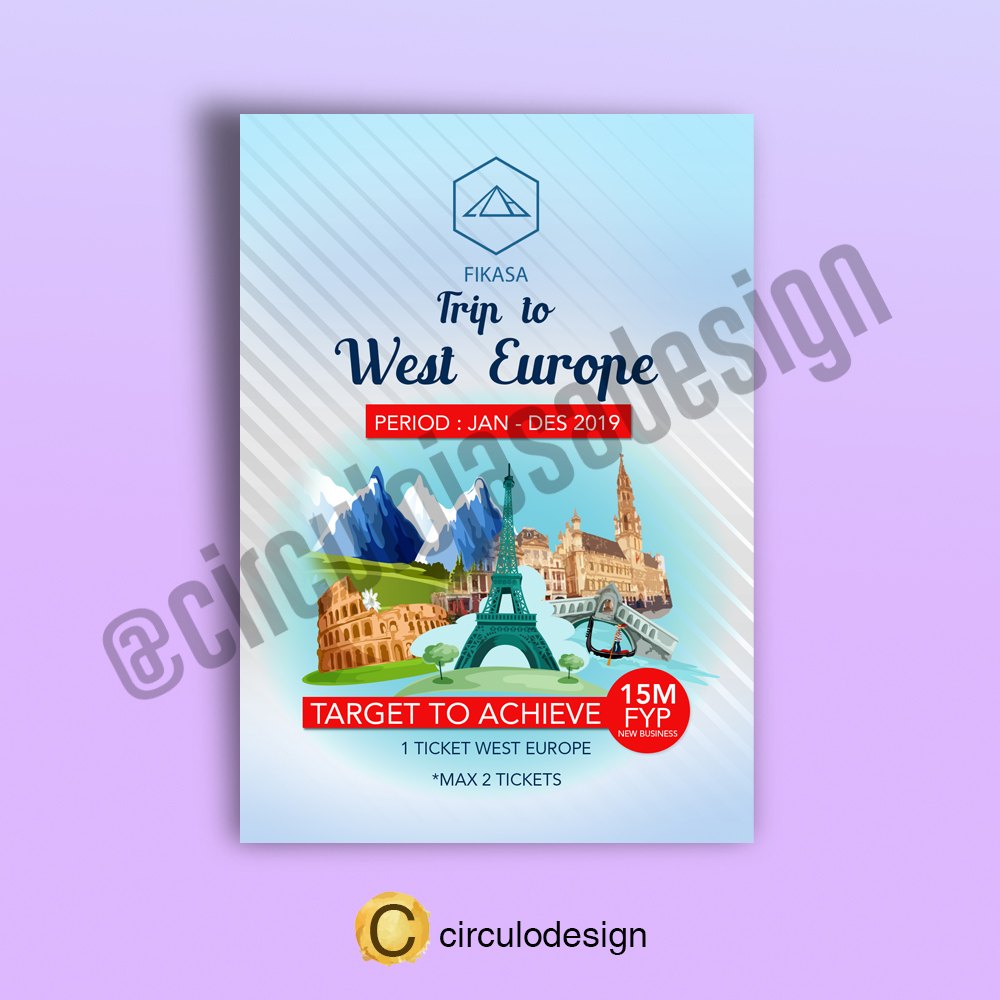 FIKASA
Trip to
West Europe
PERIOD : JAN - DES 2019
@circulojasodesign
TARGET TO ACHIEVE
15M
FYP
NEW BUSINESS
1 TICKET WEST EUROPE
*MAX 2 TICKETS
C circulodesign